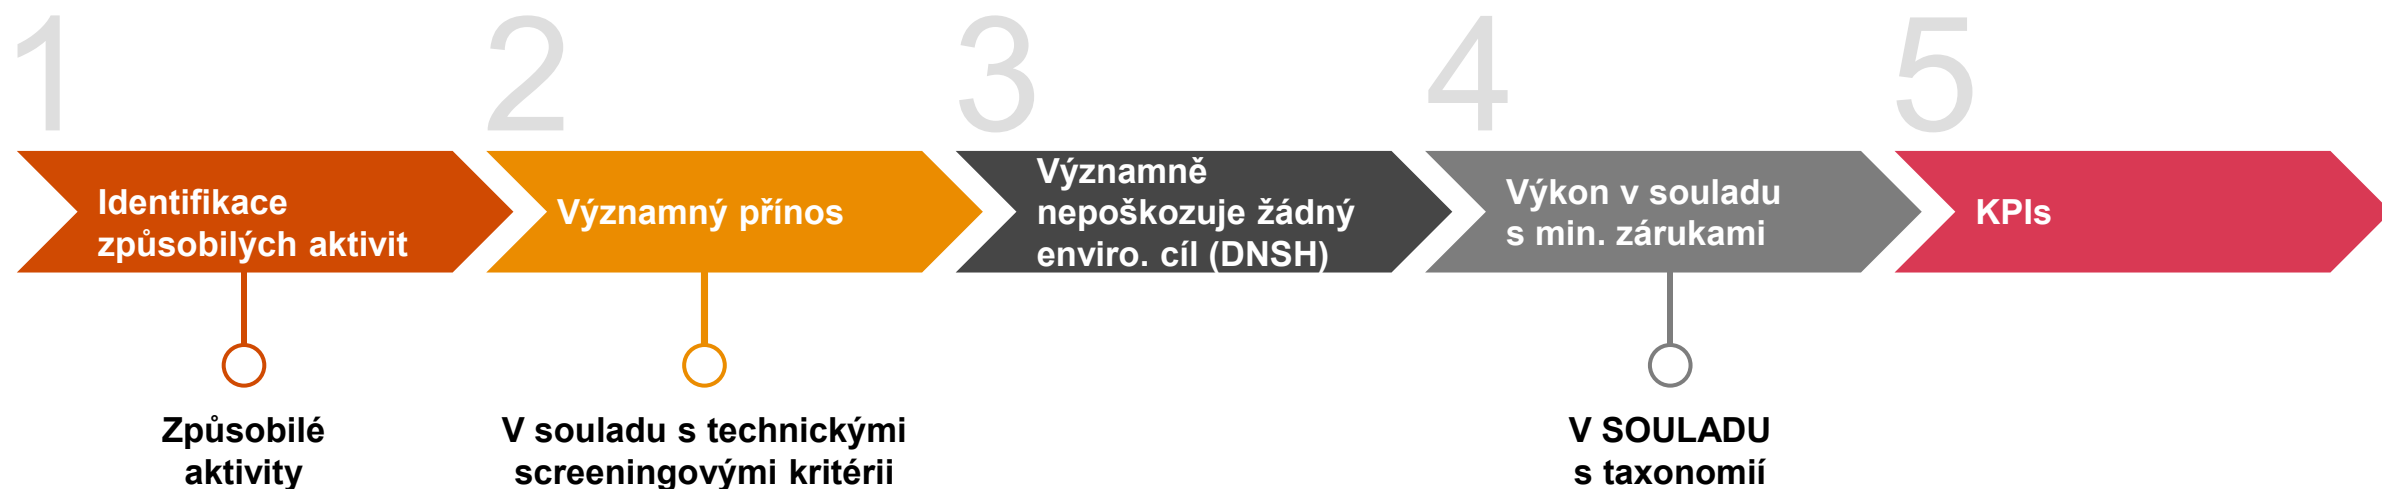 1
2
3
4
5
Identifikace
způsobilých aktivit
Významný přínos
Významně
nepoškozuje žádný
enviro. cíl (DNSH)
Výkon v souladu
s min. zárukami
KPIs
Způsobilé
aktivity
V souladu s technickými
screeningovými kritérii
V SOULADU
s taxonomií